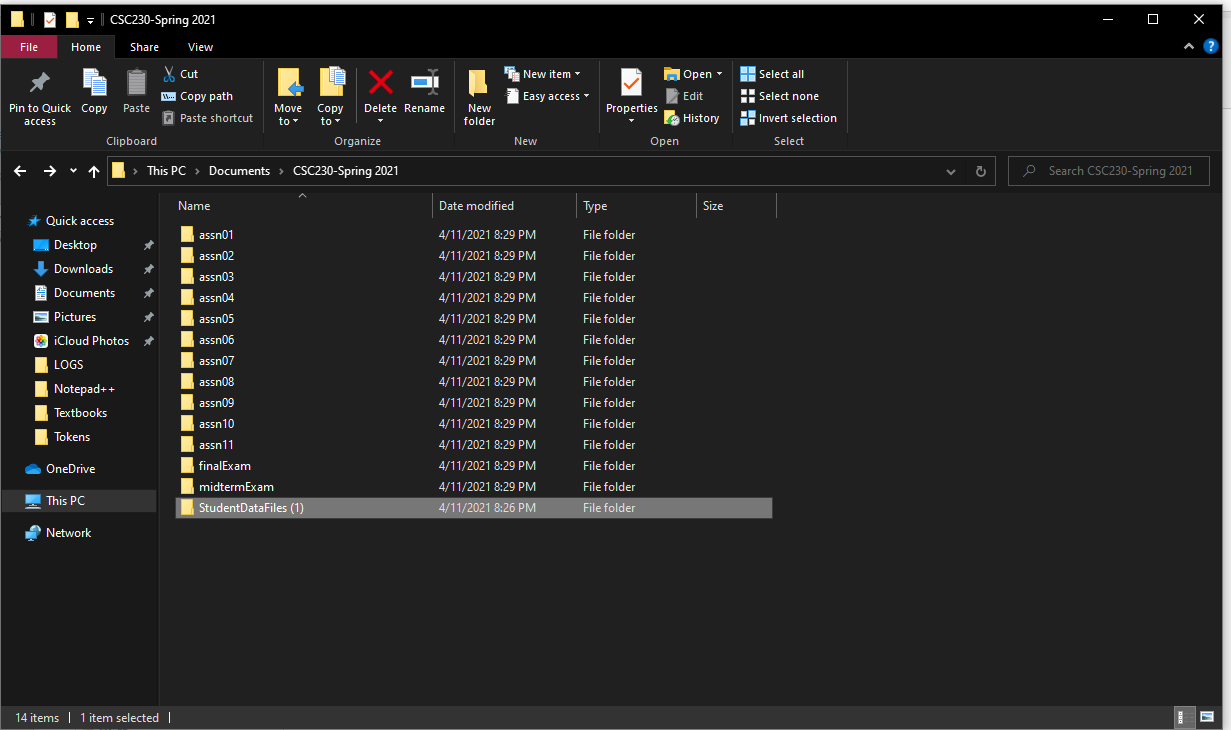 CSC230-Spring 2021
File Home Share View
Pin to Quick access
Copy
Paste
Cut
Copy path
Paste shortcut
Clipboard
Move to
Copy to
Delete
Rename
Organize
New folder
New item
Easy access
New
Properties
Open
Edit
History
Open
Select all
Select none
Invert selection
Select
This PC > Documents > CSC230-Spring 2021
Search CSC230-Spring 2021
Quick access
Desktop
Downloads
Documents
Pictures
iCloud Photos
LOGS
Notepad++
Textbooks
Tokens
OneDrive
This PC
Network
Name Date modified Type Size
assn01 4/11/2021 8:29 PM File folder
assn02 4/11/2021 8:29 PM File folder
assn03 4/11/2021 8:29 PM File folder
assn04 4/11/2021 8:29 PM File folder
assn05 4/11/2021 8:29 PM File folder
assn06 4/11/2021 8:29 PM File folder
assn07 4/11/2021 8:29 PM File folder
assn08 4/11/2021 8:29 PM File folder
assn09 4/11/2021 8:29 PM File folder
assn10 4/11/2021 8:29 PM File folder
assn11 4/11/2021 8:29 PM File folder
finalExam 4/11/2021 8:29 PM File folder
midtermExam 4/11/2021 8:29 PM File folder
StudentDataFiles (1) 4/11/2021 8:26 PM File folder
14 items 1 item selected